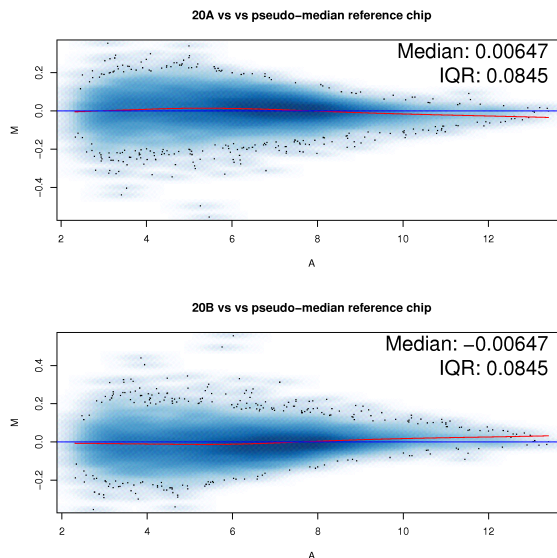 20A vs vs pseudo-median reference chip
Median: 0.00647
IQR: 0.0845
0.2
0.0
−0.2
−0.4
M
2 4 6 8 10 12
A
20B vs vs pseudo-median reference chip
Median: −0.00647
IQR: 0.0845
0.4
0.2
0.0
−0.2
M
2 4 6 8 10 12
A